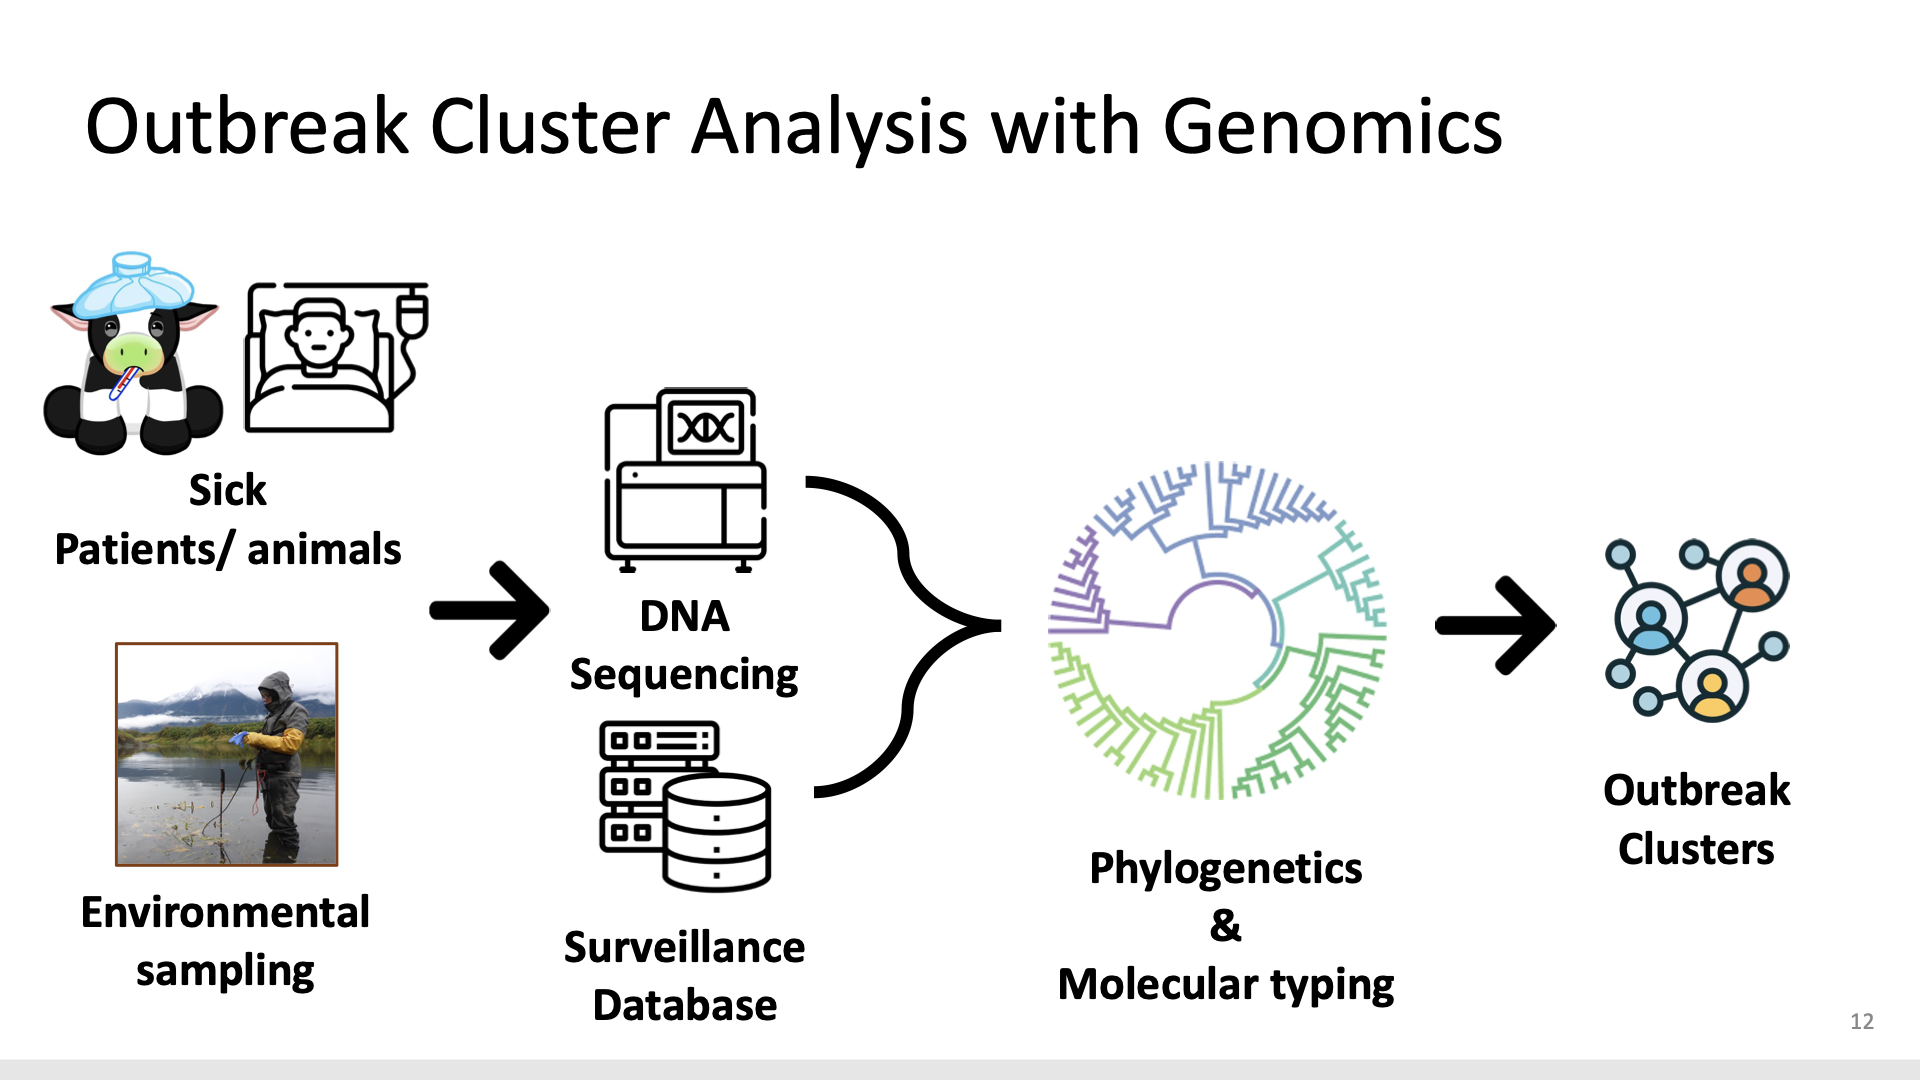 Outbreak Cluster Analysis with Genomics
Sick
Patients/ animals
Environmental
sampling
DNA
Sequencing
Surveillance
Database
Phylogenetics
&
Molecular typing
Outbreak
Clusters
12